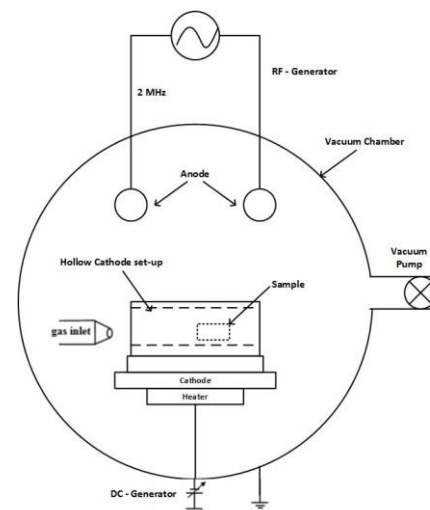 RF - Generator
2 MHz
Vacuum Chamber
Anode
Vacuum
Pump
Hollow Cathode set-up
Sample
gas inlet
Cathode
Heater
DC - Generator